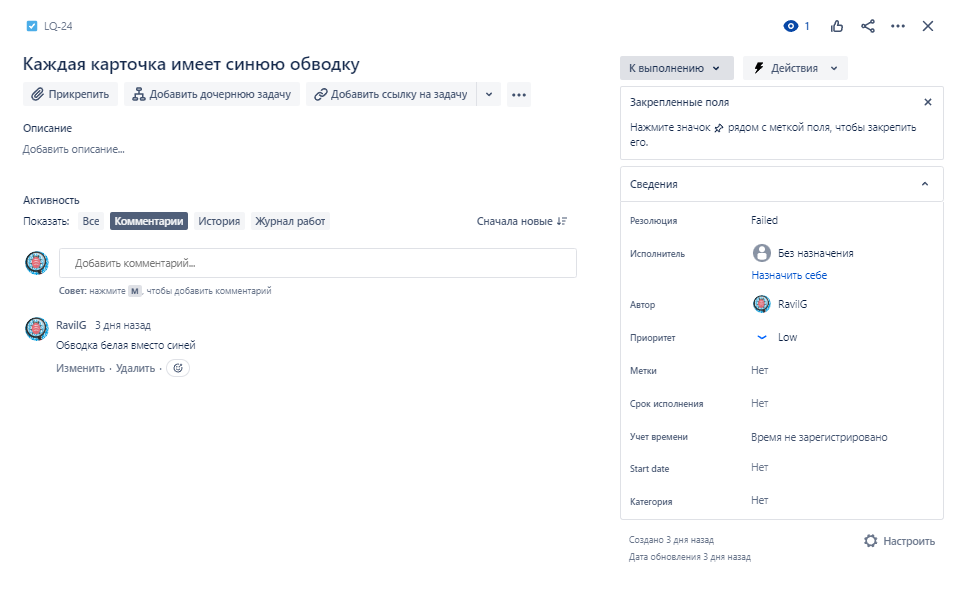 LQ-24
1
Каждая карточка имеет синюю обводку
Прикрепить
Добавить дочернюю задачу
Добавить ссылку на задачу
Описание
Добавить описание...
Активность
Показать:
Все
Комментарии
История
Журнал работ
Сначала новые
Добавить комментарий...
Совет: нажмите M, чтобы добавить комментарий
RavilG 3 дня назад
Обводка белая вместо синей
Изменить · Удалить ·
К выполнению
Действия
Закрепленные поля
Нажмите значок рядом с меткой поля, чтобы закрепить
его.
Сведения
Резолюция Failed
Исполнитель Без назначения
Назначить себе
Автор RavilG
Приоритет Low
Метки Нет
Срок исполнения Нет
Учет времени Время не зарегистрировано
Start date Нет
Категория Нет
Создано 3 дня назад
Дата обновления 3 дня назад
Настроить